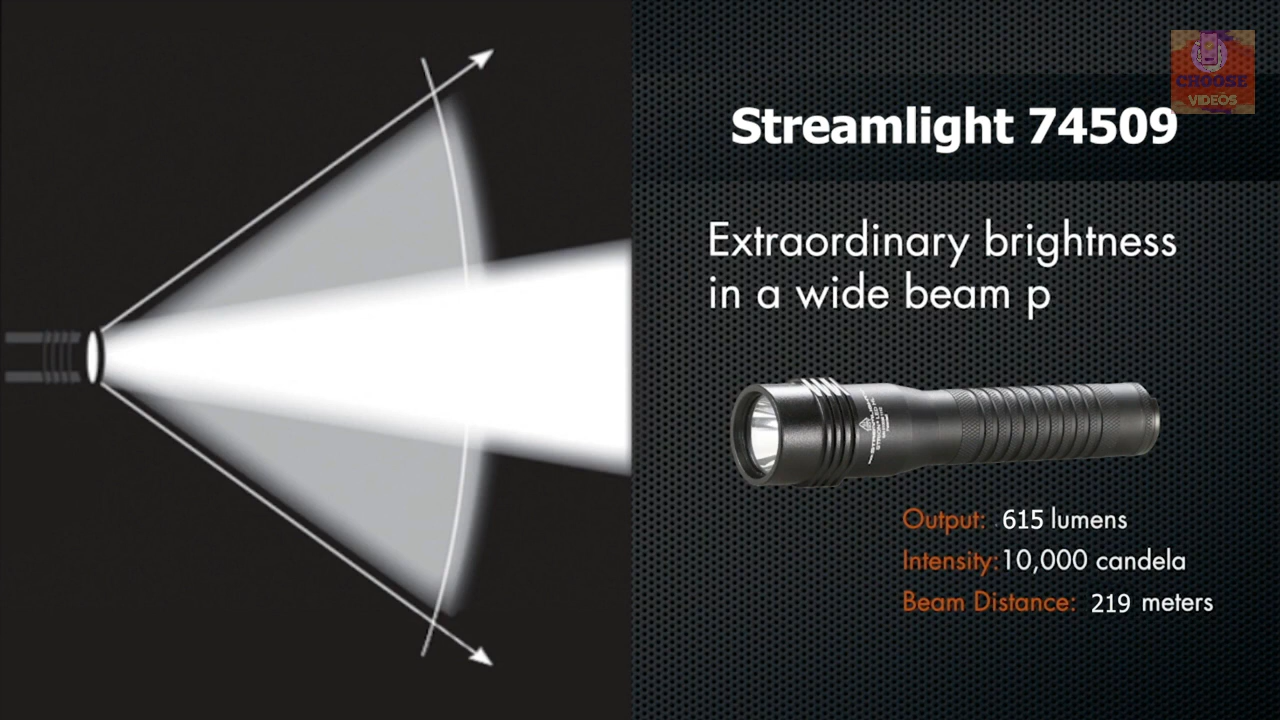 CHOOSE
VIDEOS
Streamlight 74509
Extraordinary brightness
in a wide beam p
Output: 615 lumens
Intensity: 10,000 candela
Beam Distance: 219 meters